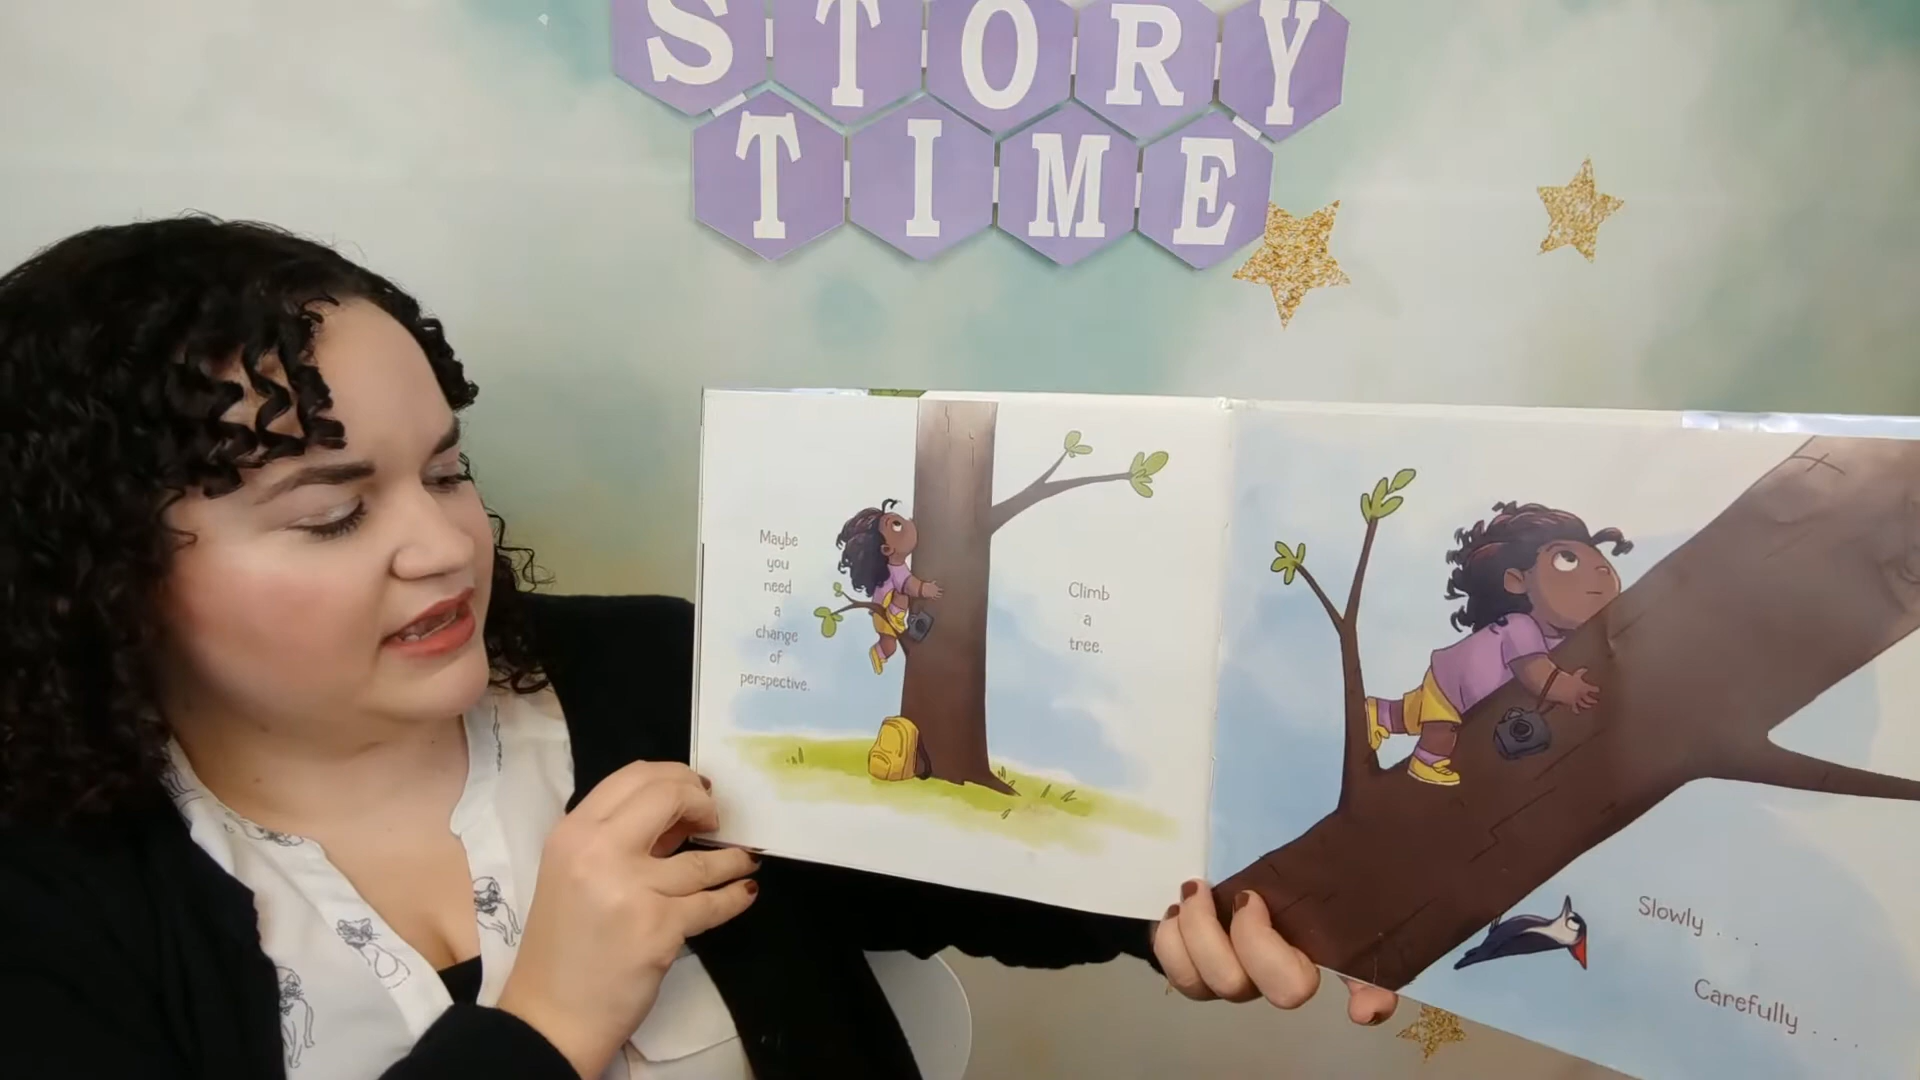 STORY
TIME
Maybe
you
need
a
change
of
perspective.
Climb
a
tree.
Slowly . . .
Carefully . . .